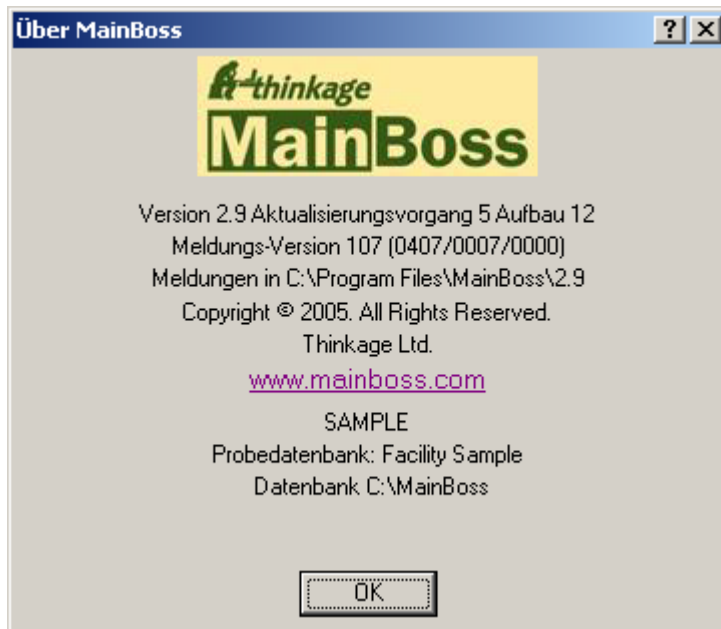 Über MainBoss
thinkage
MainBoss
Version 2.9 Aktualisierungsvorgang 5 Aufbau 12
Meldungs-Version 107 (0407/0007/0000)
Meldungen in C:\Program Files\MainBoss\2.9
Copyright © 2005. All Rights Reserved.
Thinkage Ltd.
www.mainboss.com
SAMPLE
Probedatenbank: Facility Sample
Datenbank C:\MainBoss
OK